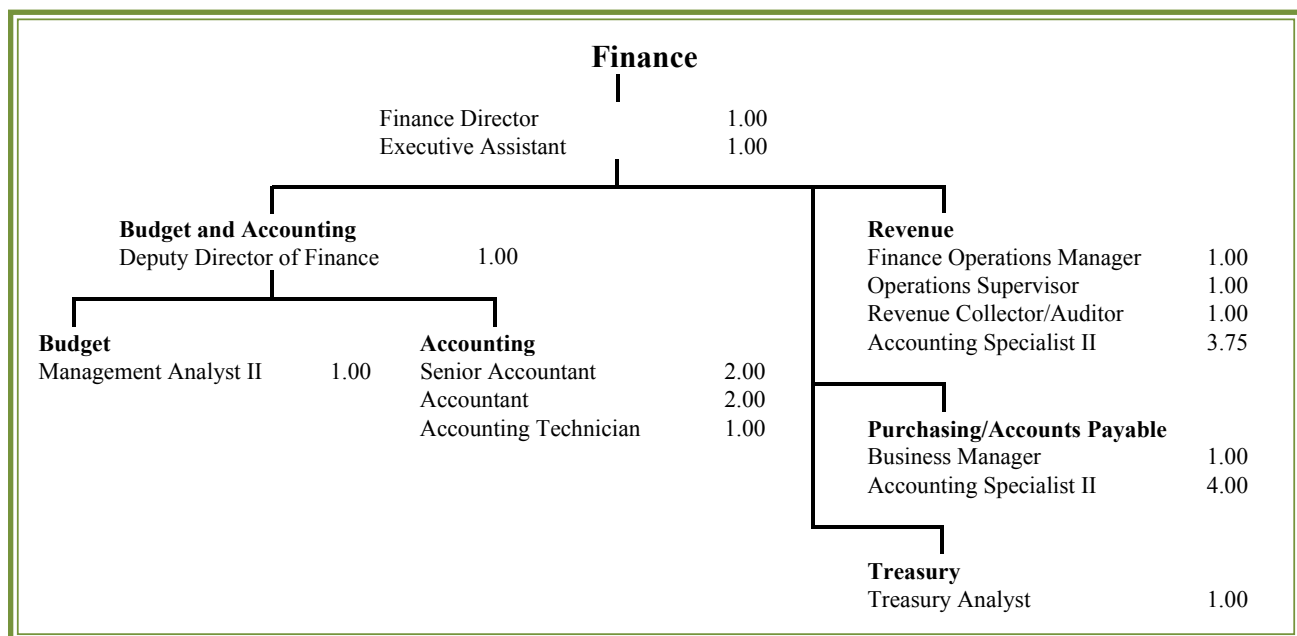 Finance
Finance Director 1.00
Executive Assistant 1.00
Budget and Accounting
Deputy Director of Finance 1.00
Budget
Management Analyst II 1.00
Accounting
Senior Accountant 2.00
Accountant 2.00
Accounting Technician 1.00
Revenue
Finance Operations Manager 1.00
Operations Supervisor 1.00
Revenue Collector/Auditor 1.00
Accounting Specialist II 3.75
Purchasing/Accounts Payable
Business Manager 1.00
Accounting Specialist II 4.00
Treasury
Treasury Analyst 1.00